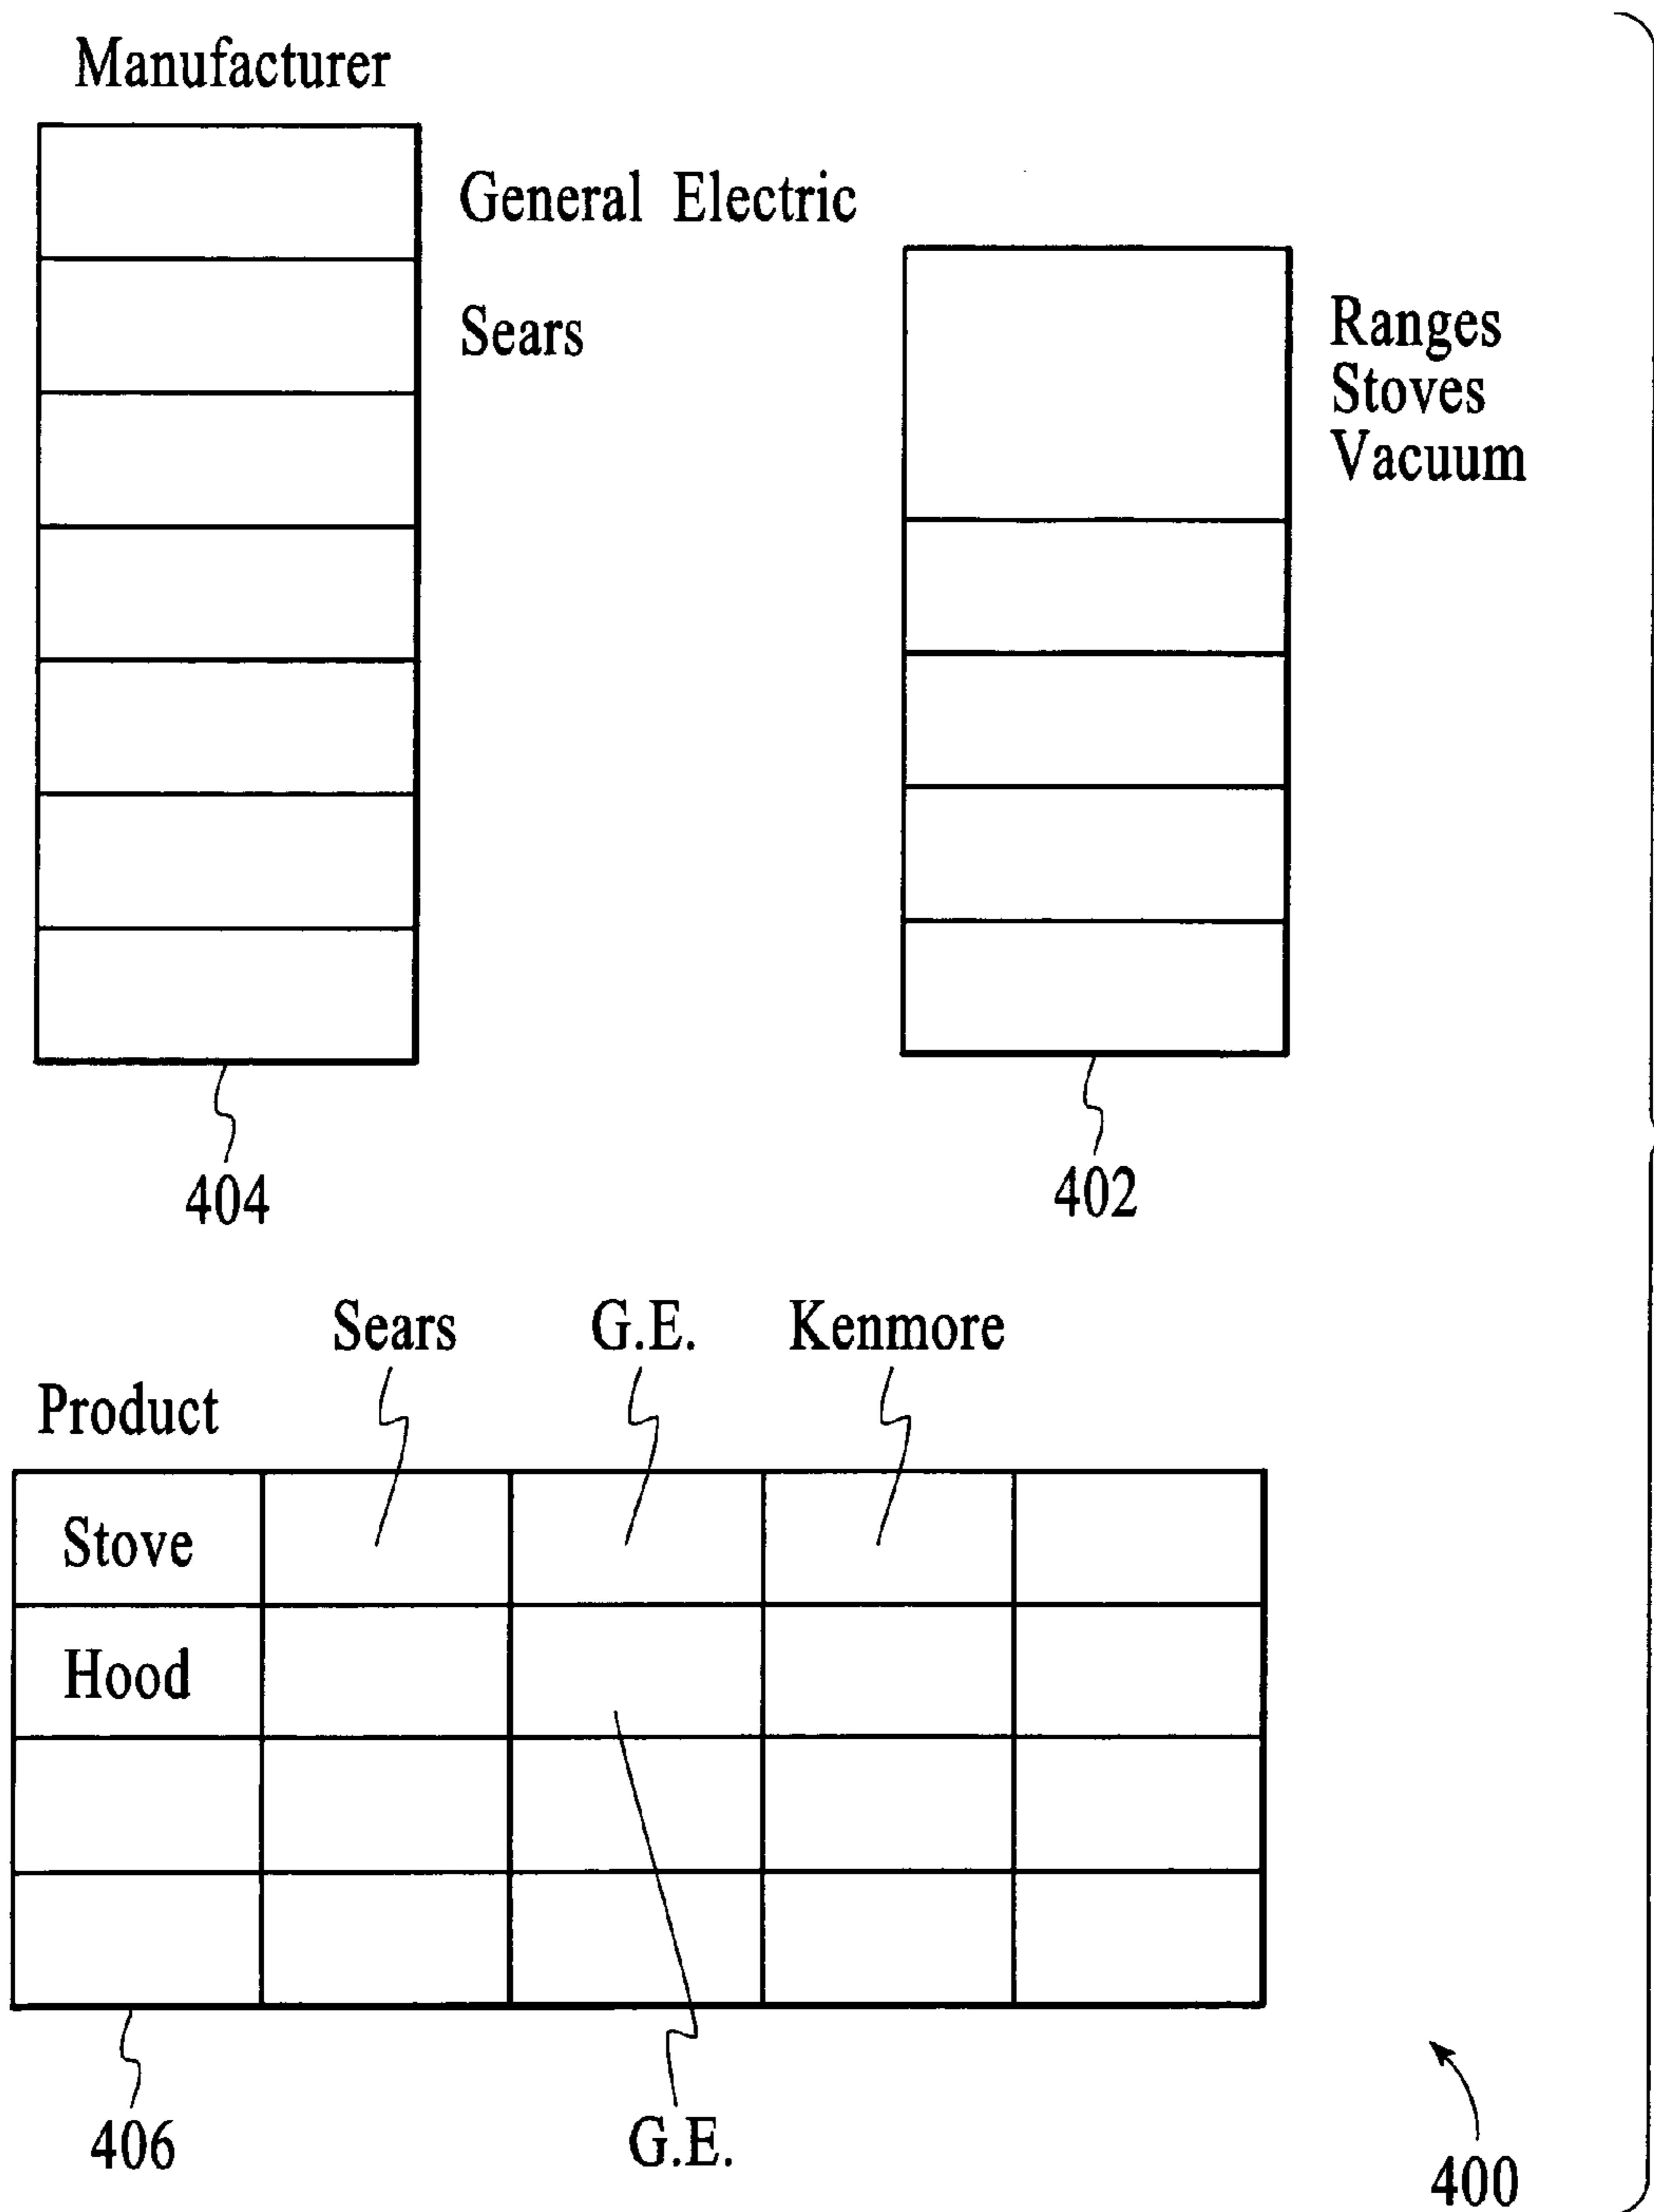 Manufacturer
General Electric
Sears
Ranges
Stoves
Vacuum
404
402
Sears G.E. Kenmore
Product
Stove
Hood
406
G.E.
400